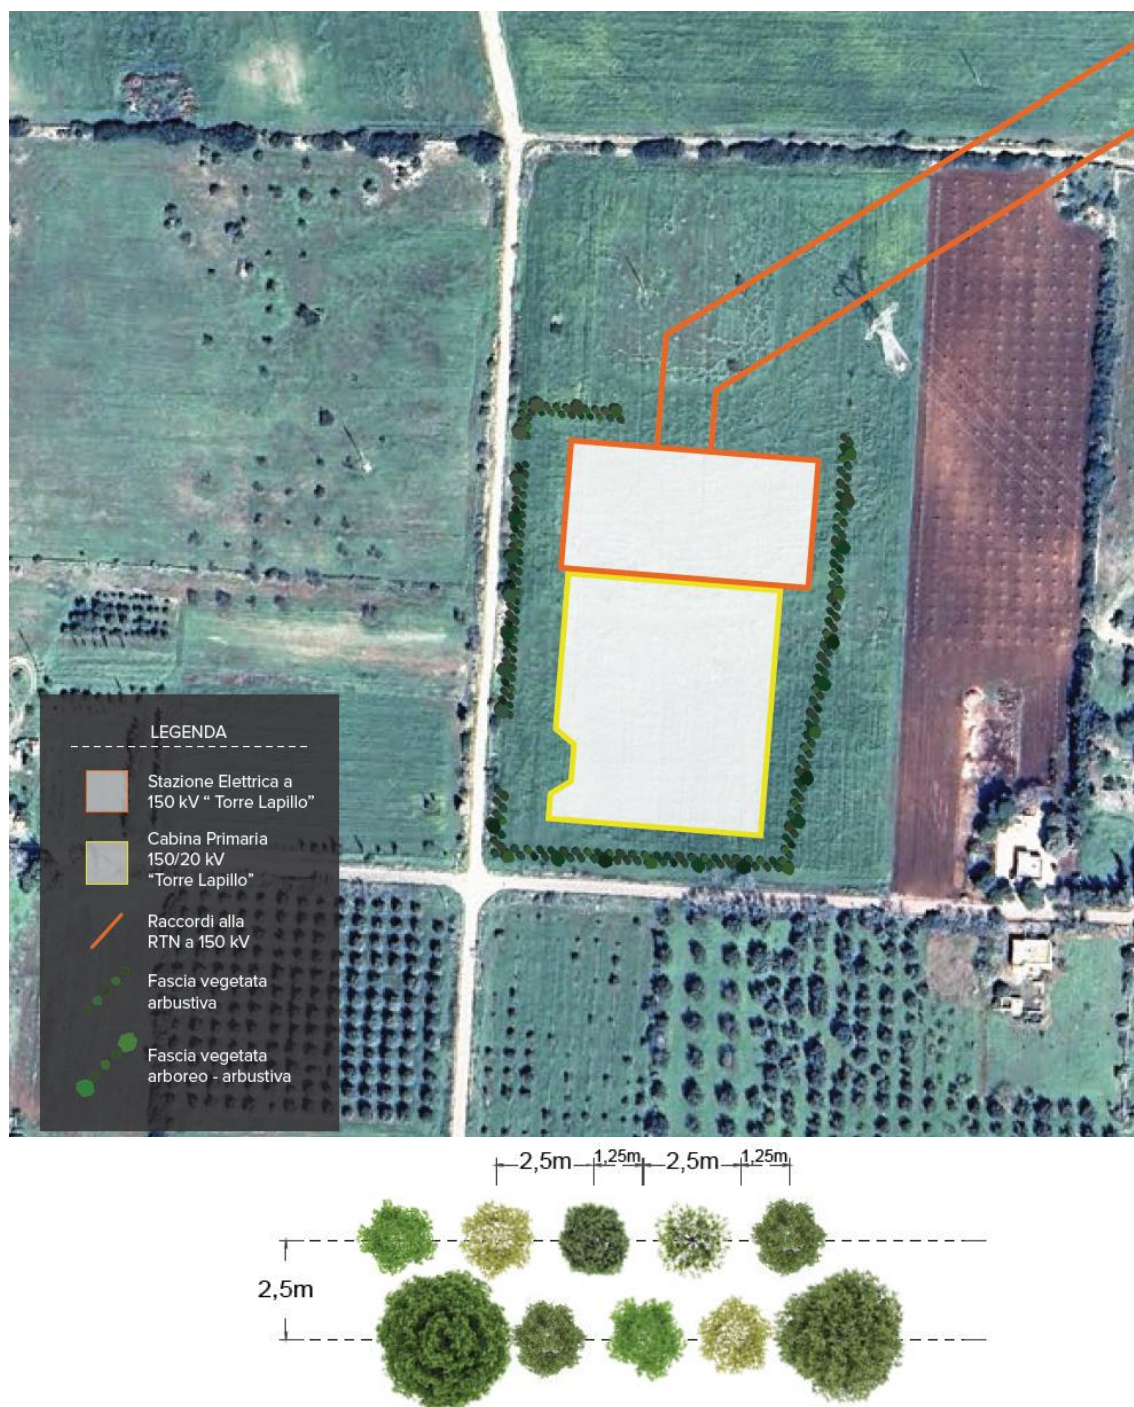 LEGENDA
Stazione Elettrica a
150 kV “ Torre Lapillo”
Cabina Primaria
150/20 kV
“Torre Lapillo”
Raccordi alla
RTN a 150 kV
Fascia vegetata
arbustiva
Fascia vegetata
arboreo - arbustiva
2,5m 1,25m 2,5m 1,25m
2,5m